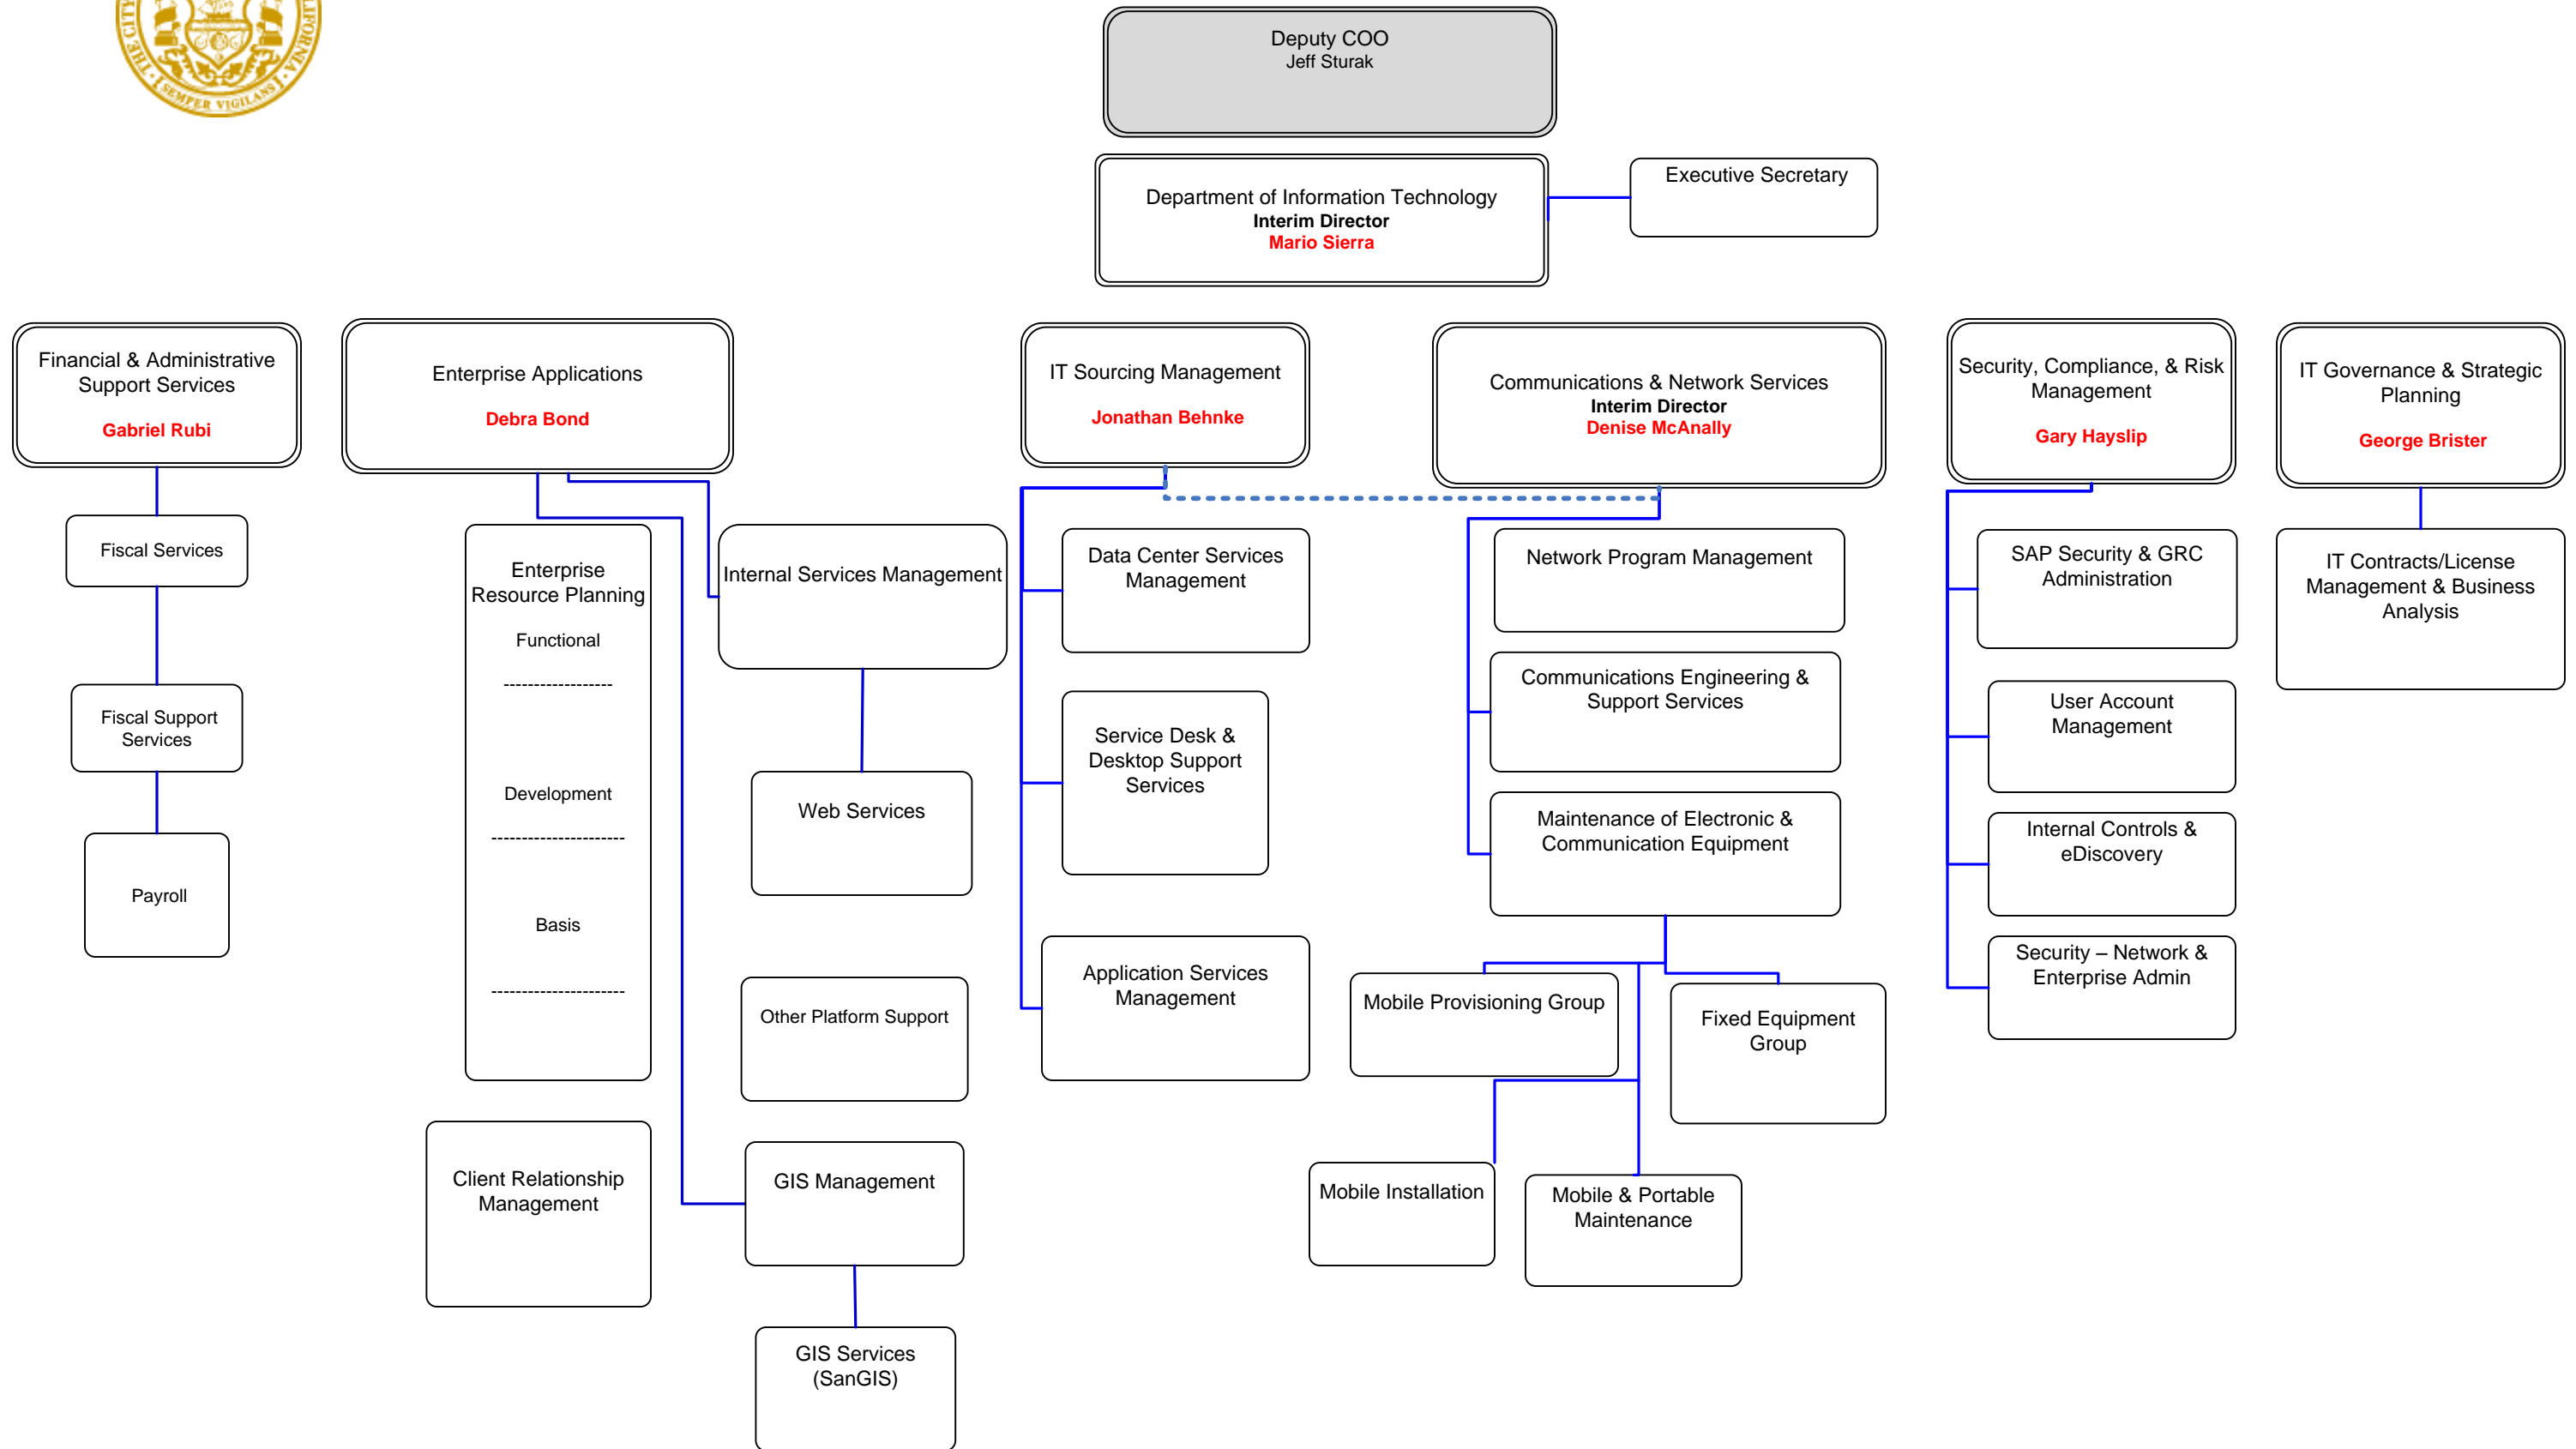 THE CITY
LIFORNIA
SEMPER VIGILANS
Deputy COO
Jeff Sturak
Department of Information Technology
Interim Director
Mario Sierra
Executive Secretary
Financial & Administrative
Support Services
Gabriel Rubi
Enterprise Applications
Debra Bond
IT Sourcing Management
Jonathan Behnke
Communications & Network Services
Interim Director
Denise McAnally
Security, Compliance, & Risk
Management
Gary Hayslip
IT Governance & Strategic
Planning
George Brister
Fiscal Services
Fiscal Support
Services
Payroll
Enterprise
Resource Planning
Functional
------------------
Development
----------------------
Basis
----------------------
Client Relationship
Management
Internal Services Management
Web Services
Other Platform Support
GIS Management
GIS Services
(SanGIS)
Data Center Services
Management
Service Desk &
Desktop Support
Services
Application Services
Management
Network Program Management
Communications Engineering &
Support Services
Maintenance of Electronic &
Communication Equipment
Mobile Provisioning Group
Fixed Equipment
Group
Mobile Installation
Mobile & Portable
Maintenance
SAP Security & GRC
Administration
User Account
Management
Internal Controls &
eDiscovery
Security – Network &
Enterprise Admin
IT Contracts/License
Management & Business
Analysis